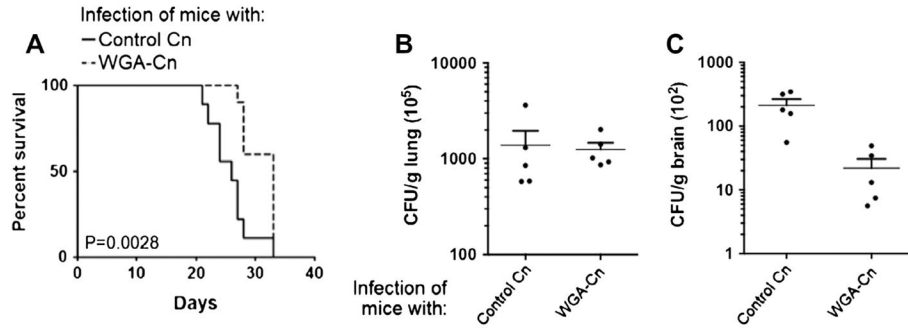 Infection of mice with:
Control Cn
WGA-Cn
A
Percent survival
100
50
0
P=0.0028
0 10 20 30 40
Days
B
CFU/g lung (10⁵)
10000
1000
100
Control Cn
WGA-Cn
Infection of
mice with:
C
CFU/g brain (10²)
1000
100
10
1
Control Cn
WGA-Cn